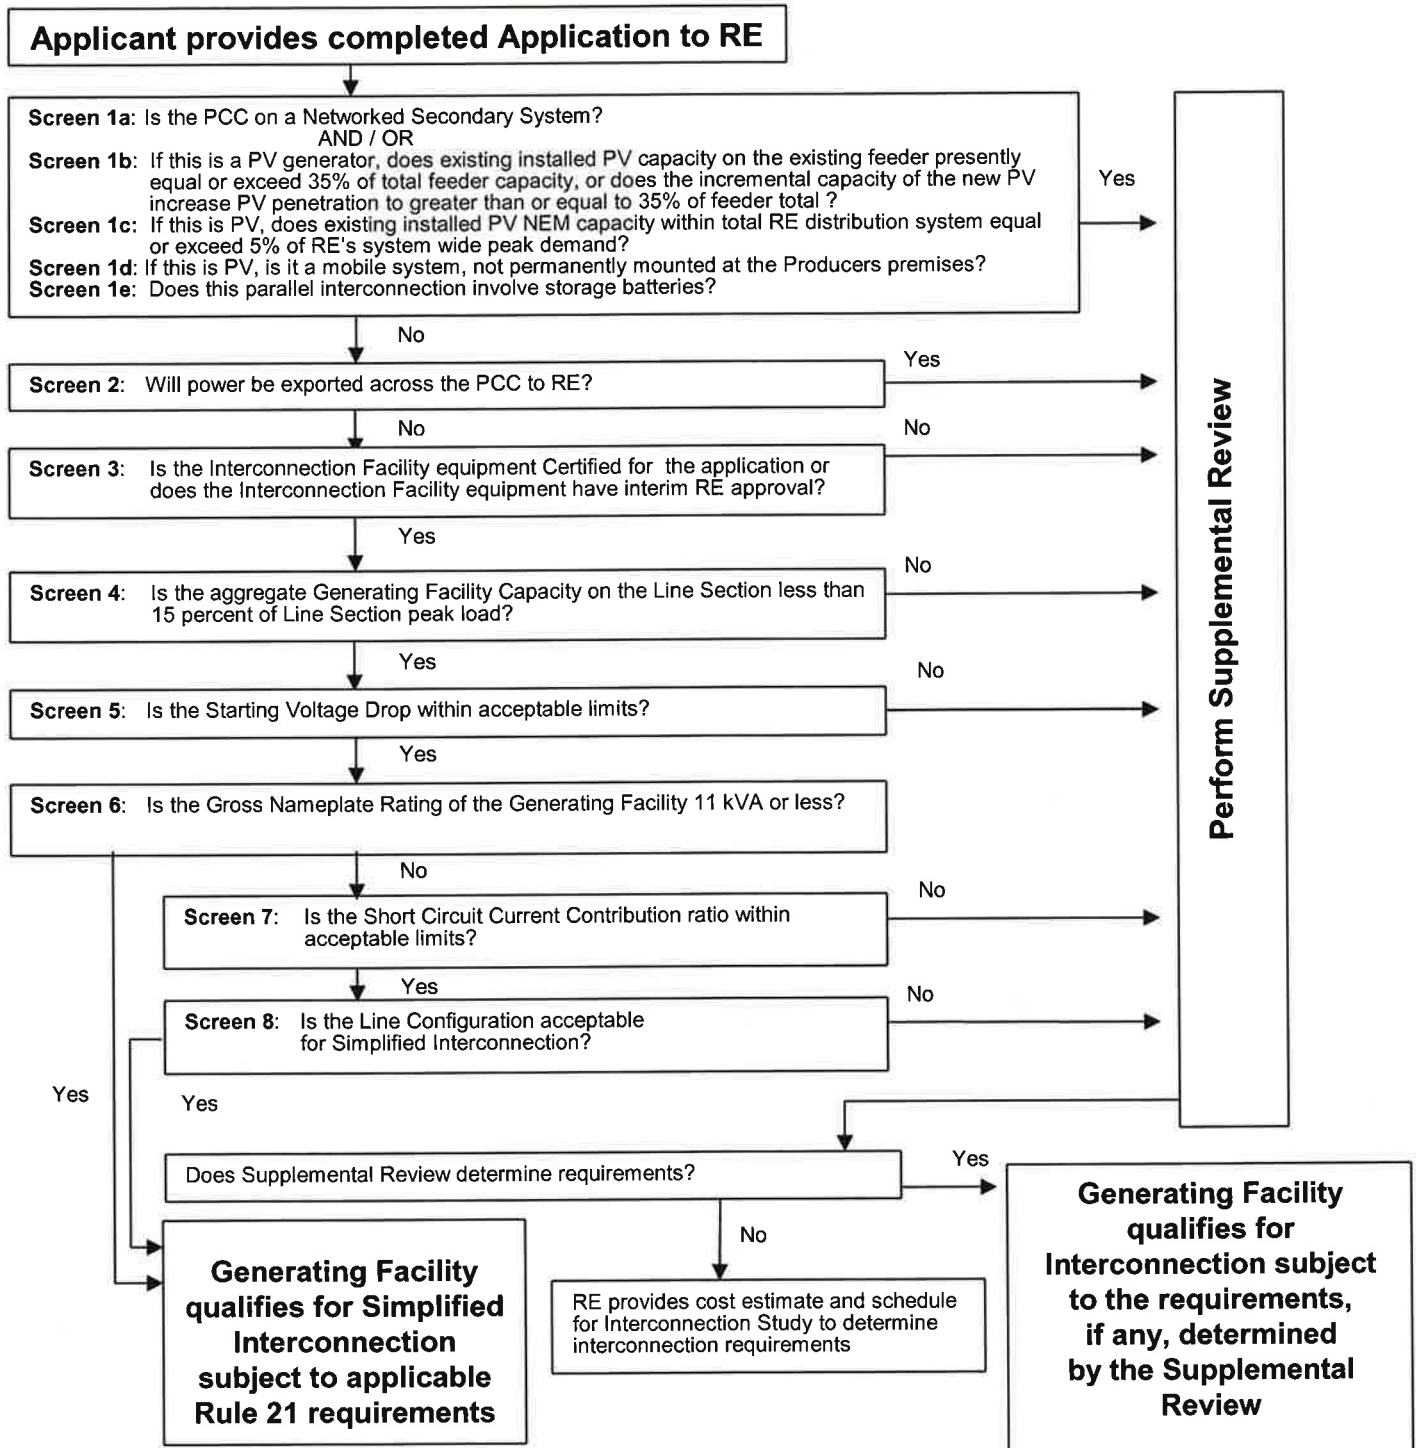 Applicant provides completed Application to RE
Screen 1a: Is the PCC on a Networked Secondary System?
AND / OR
Screen 1b: If this is a PV generator, does existing installed PV capacity on the existing feeder presently
equal or exceed 35% of total feeder capacity, or does the incremental capacity of the new PV
increase PV penetration to greater than or equal to 35% of feeder total ?
Screen 1c: If this is PV, does existing installed PV NEM capacity within total RE distribution system equal
or exceed 5% of RE's system wide peak demand?
Screen 1d: If this is PV, is it a mobile system, not permanently mounted at the Producers premises?
Screen 1e: Does this parallel interconnection involve storage batteries?
Yes
No
Screen 2: Will power be exported across the PCC to RE?
Yes
No
Screen 3: Is the Interconnection Facility equipment Certified for the application or
does the Interconnection Facility equipment have interim RE approval?
No
Yes
Screen 4: Is the aggregate Generating Facility Capacity on the Line Section less than
15 percent of Line Section peak load?
No
Yes
Screen 5: Is the Starting Voltage Drop within acceptable limits?
No
Yes
Screen 6: Is the Gross Nameplate Rating of the Generating Facility 11 kVA or less?
No
Screen 7: Is the Short Circuit Current Contribution ratio within
acceptable limits?
No
Yes
Screen 8: Is the Line Configuration acceptable
for Simplified Interconnection?
No
Yes
Yes
Perform Supplemental Review
Does Supplemental Review determine requirements?
Yes
No
Generating Facility
qualifies for Simplified
Interconnection
subject to applicable
Rule 21 requirements
RE provides cost estimate and schedule
for Interconnection Study to determine
interconnection requirements
Generating Facility
qualifies for
Interconnection subject
to the requirements,
if any, determined
by the Supplemental
Review